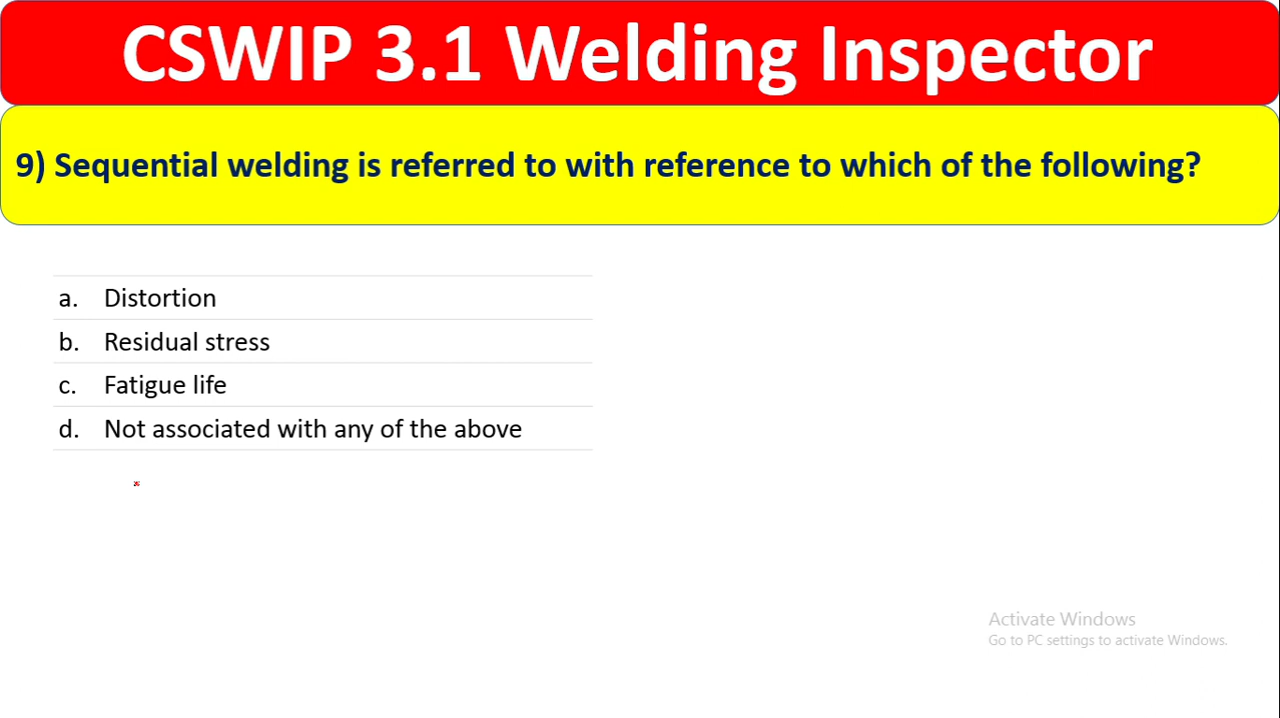 CSWIP 3.1 Welding Inspector
9) Sequential welding is referred to with reference to which of the following?
a. Distortion
b. Residual stress
c. Fatigue life
d. Not associated with any of the above
Activate Windows
Go to PC settings to activate Windows.